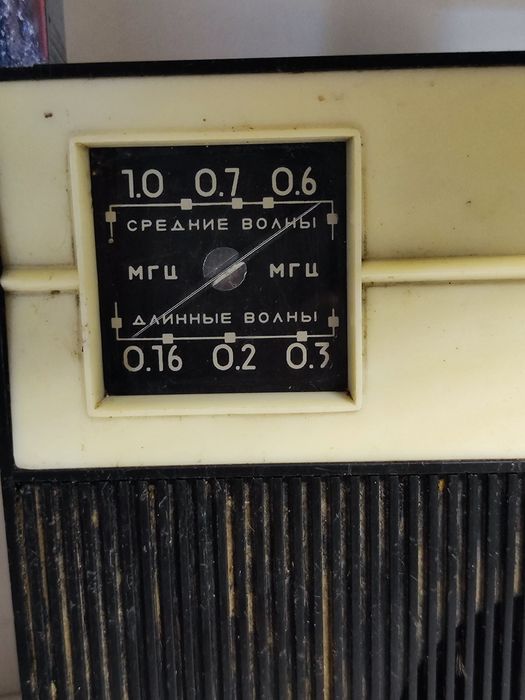 1.0 0.7 0.6
СРЕДНИЕ ВОЛНЫ
МГЦ МГЦ
ДЛИННЫЕ ВОЛНЫ
0.16 0.2 0.3